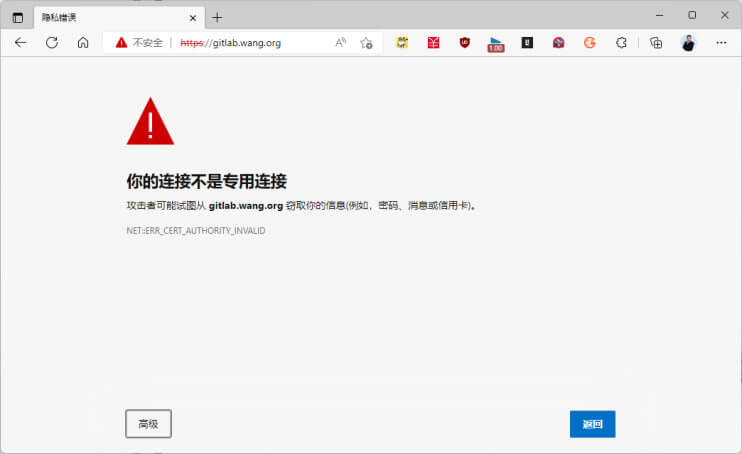 隐私错误
不安全 | https://gitlab.wang.org
1.00
你的连接不是专用连接
攻击者可能试图从 gitlab.wang.org 窃取你的信息(例如，密码、消息或信用卡)。
NET::ERR_CERT_AUTHORITY_INVALID
高级
返回